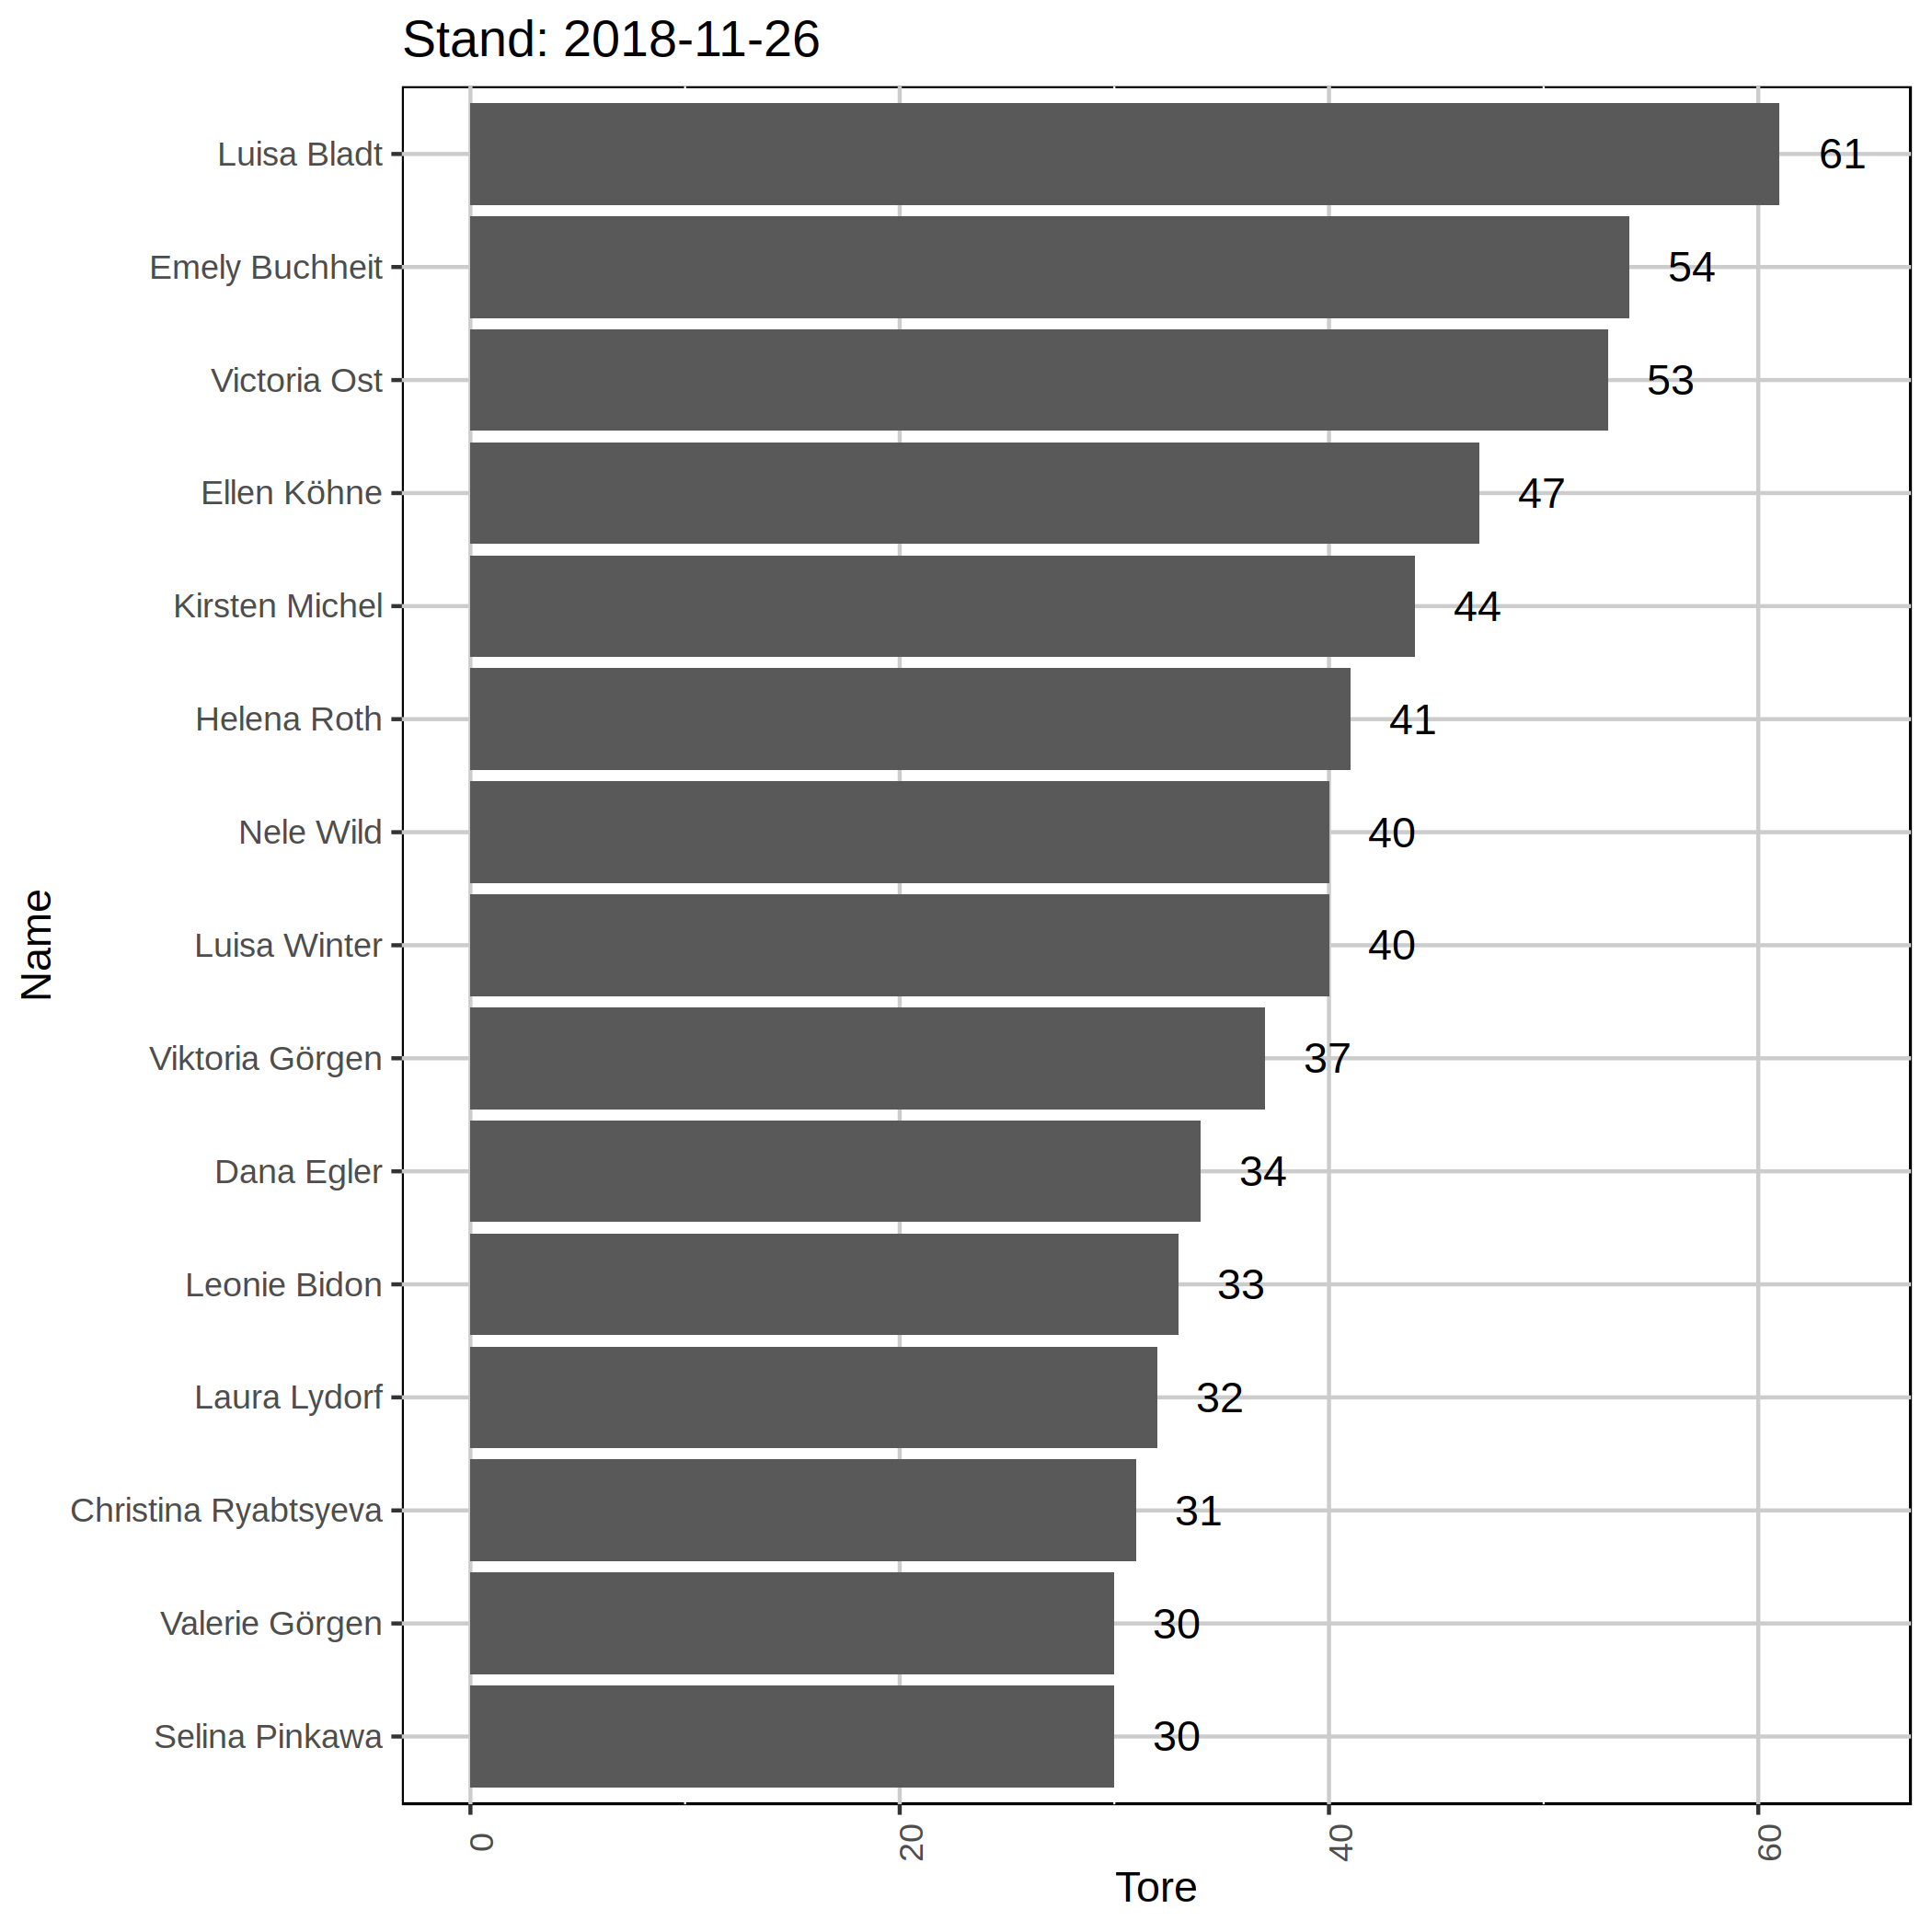 Stand: 2018-11-26
Luisa Bladt 61
Emely Buchheit 54
Victoria Ost 53
Ellen Köhne 47
Kirsten Michel 44
Helena Roth 41
Nele Wild 40
Luisa Winter 40
Viktoria Görgen 37
Dana Egler 34
Leonie Bidon 33
Laura Lydorf 32
Christina Ryabtsyeva 31
Valerie Görgen 30
Selina Pinkawa 30
Name
0 20 40 60
Tore